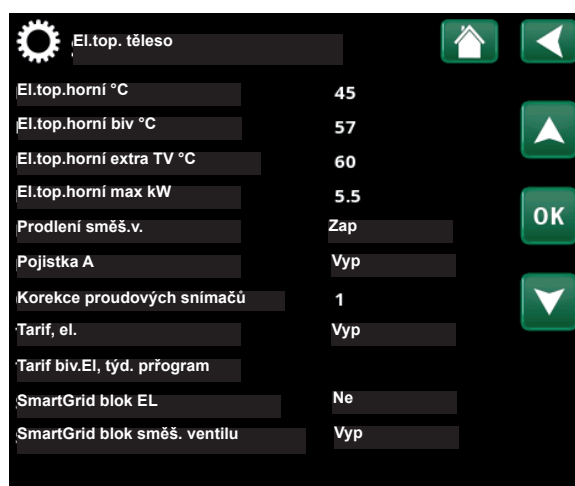 El.top. těleso
El.top.horní °C 45
El.top.horní biv °C 57
El.top.horní extra TV °C 60
El.top.horní max kW 5.5
Prodlení směš.v. Zap
Pojistka A Vyp
Korekce proudových snímačů 1
Tarif, el. Vyp
Tarif biv.El, týd. přrogram
SmartGrid blok EL Ne
SmartGrid blok směš. ventilu Vyp
OK